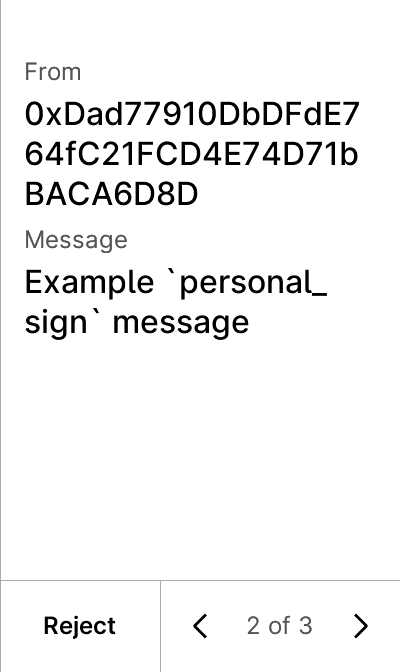 From
0xDad77910DbDFdE7
64fC21FCD4E74D71b
BACA6D8D
Message
Example `personal_
sign` message
Reject
2 of 3